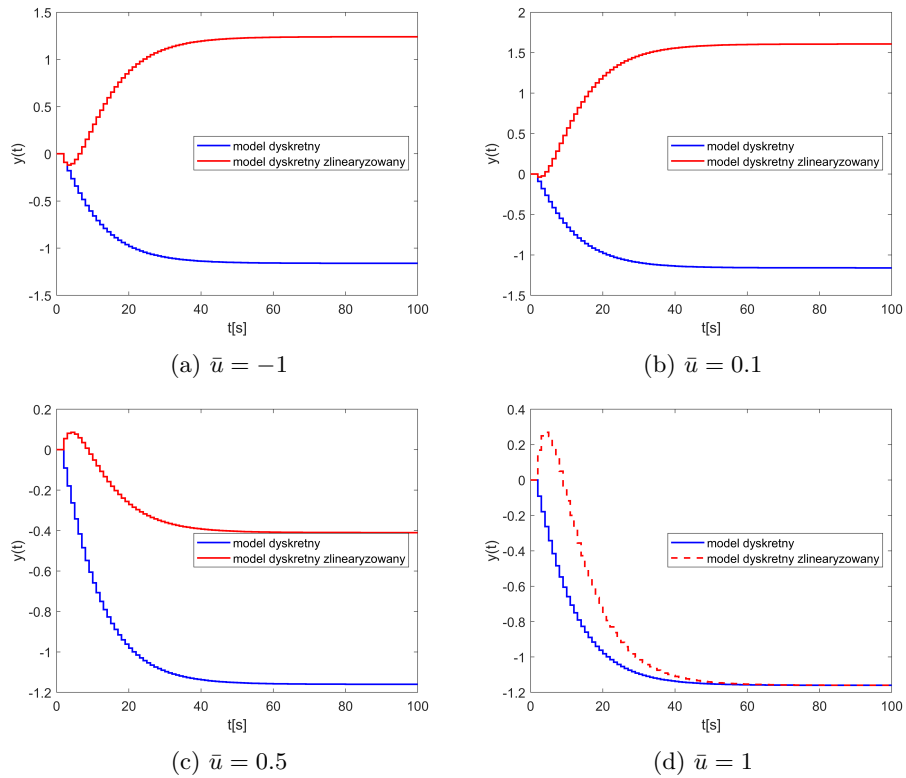 1.5
1
0.5
0
-0.5
-1
-1.5
y(t)
model dyskretny
model dyskretny zlinearyzowany
0 20 40 60 80 100
t[s]
(a) ū = −1
2
1.5
1
0.5
0
-0.5
-1
-1.5
y(t)
model dyskretny
model dyskretny zlinearyzowany
0 20 40 60 80 100
t[s]
(b) ū = 0.1
0.2
0
-0.2
-0.4
-0.6
-0.8
-1
-1.2
y(t)
model dyskretny
model dyskretny zlinearyzowany
0 20 40 60 80 100
t[s]
(c) ū = 0.5
0.4
0.2
0
-0.2
-0.4
-0.6
-0.8
-1
-1.2
y(t)
model dyskretny
model dyskretny zlinearyzowany
0 20 40 60 80 100
t[s]
(d) ū = 1